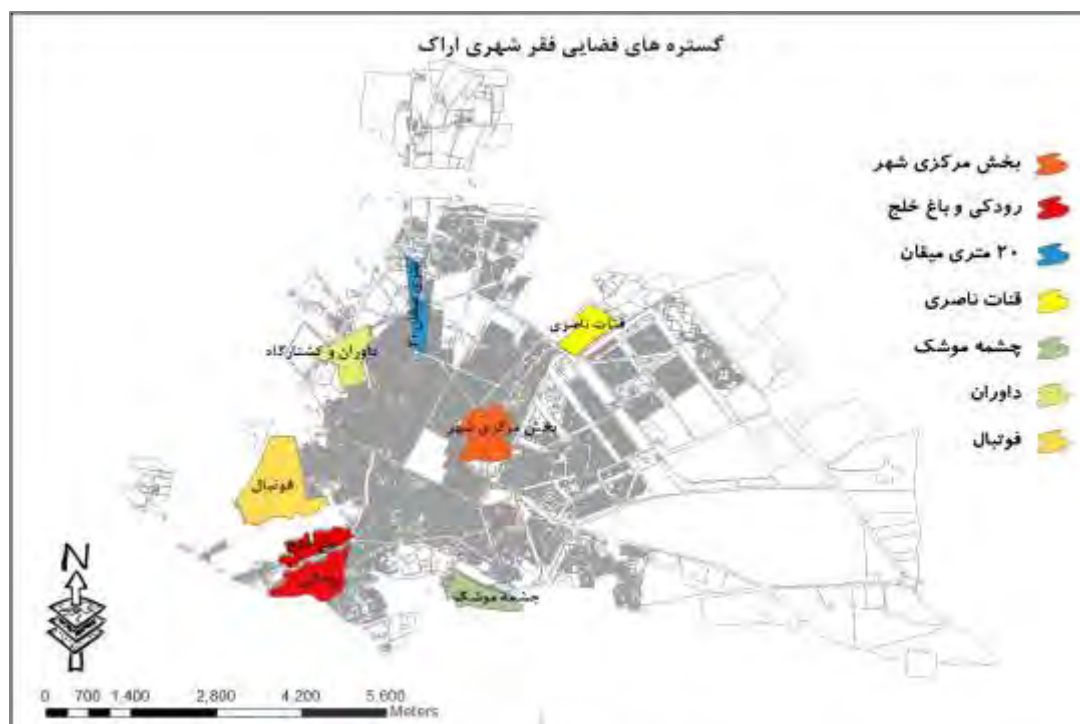 گستره های فضایی فقر شهری اراک
بخش مرکزی شهر
رودکی و باغ خلج
۲۰ متری میقان
قنات ناصری
چشمه موشک
داوران
فوتبال
قنات ناصری
داوران و کشتارگاه
بخش مرکزی شهر
فوتبال
چشمه موشک
N
0 700 1,400 2,800 4,200 5,600
Meters